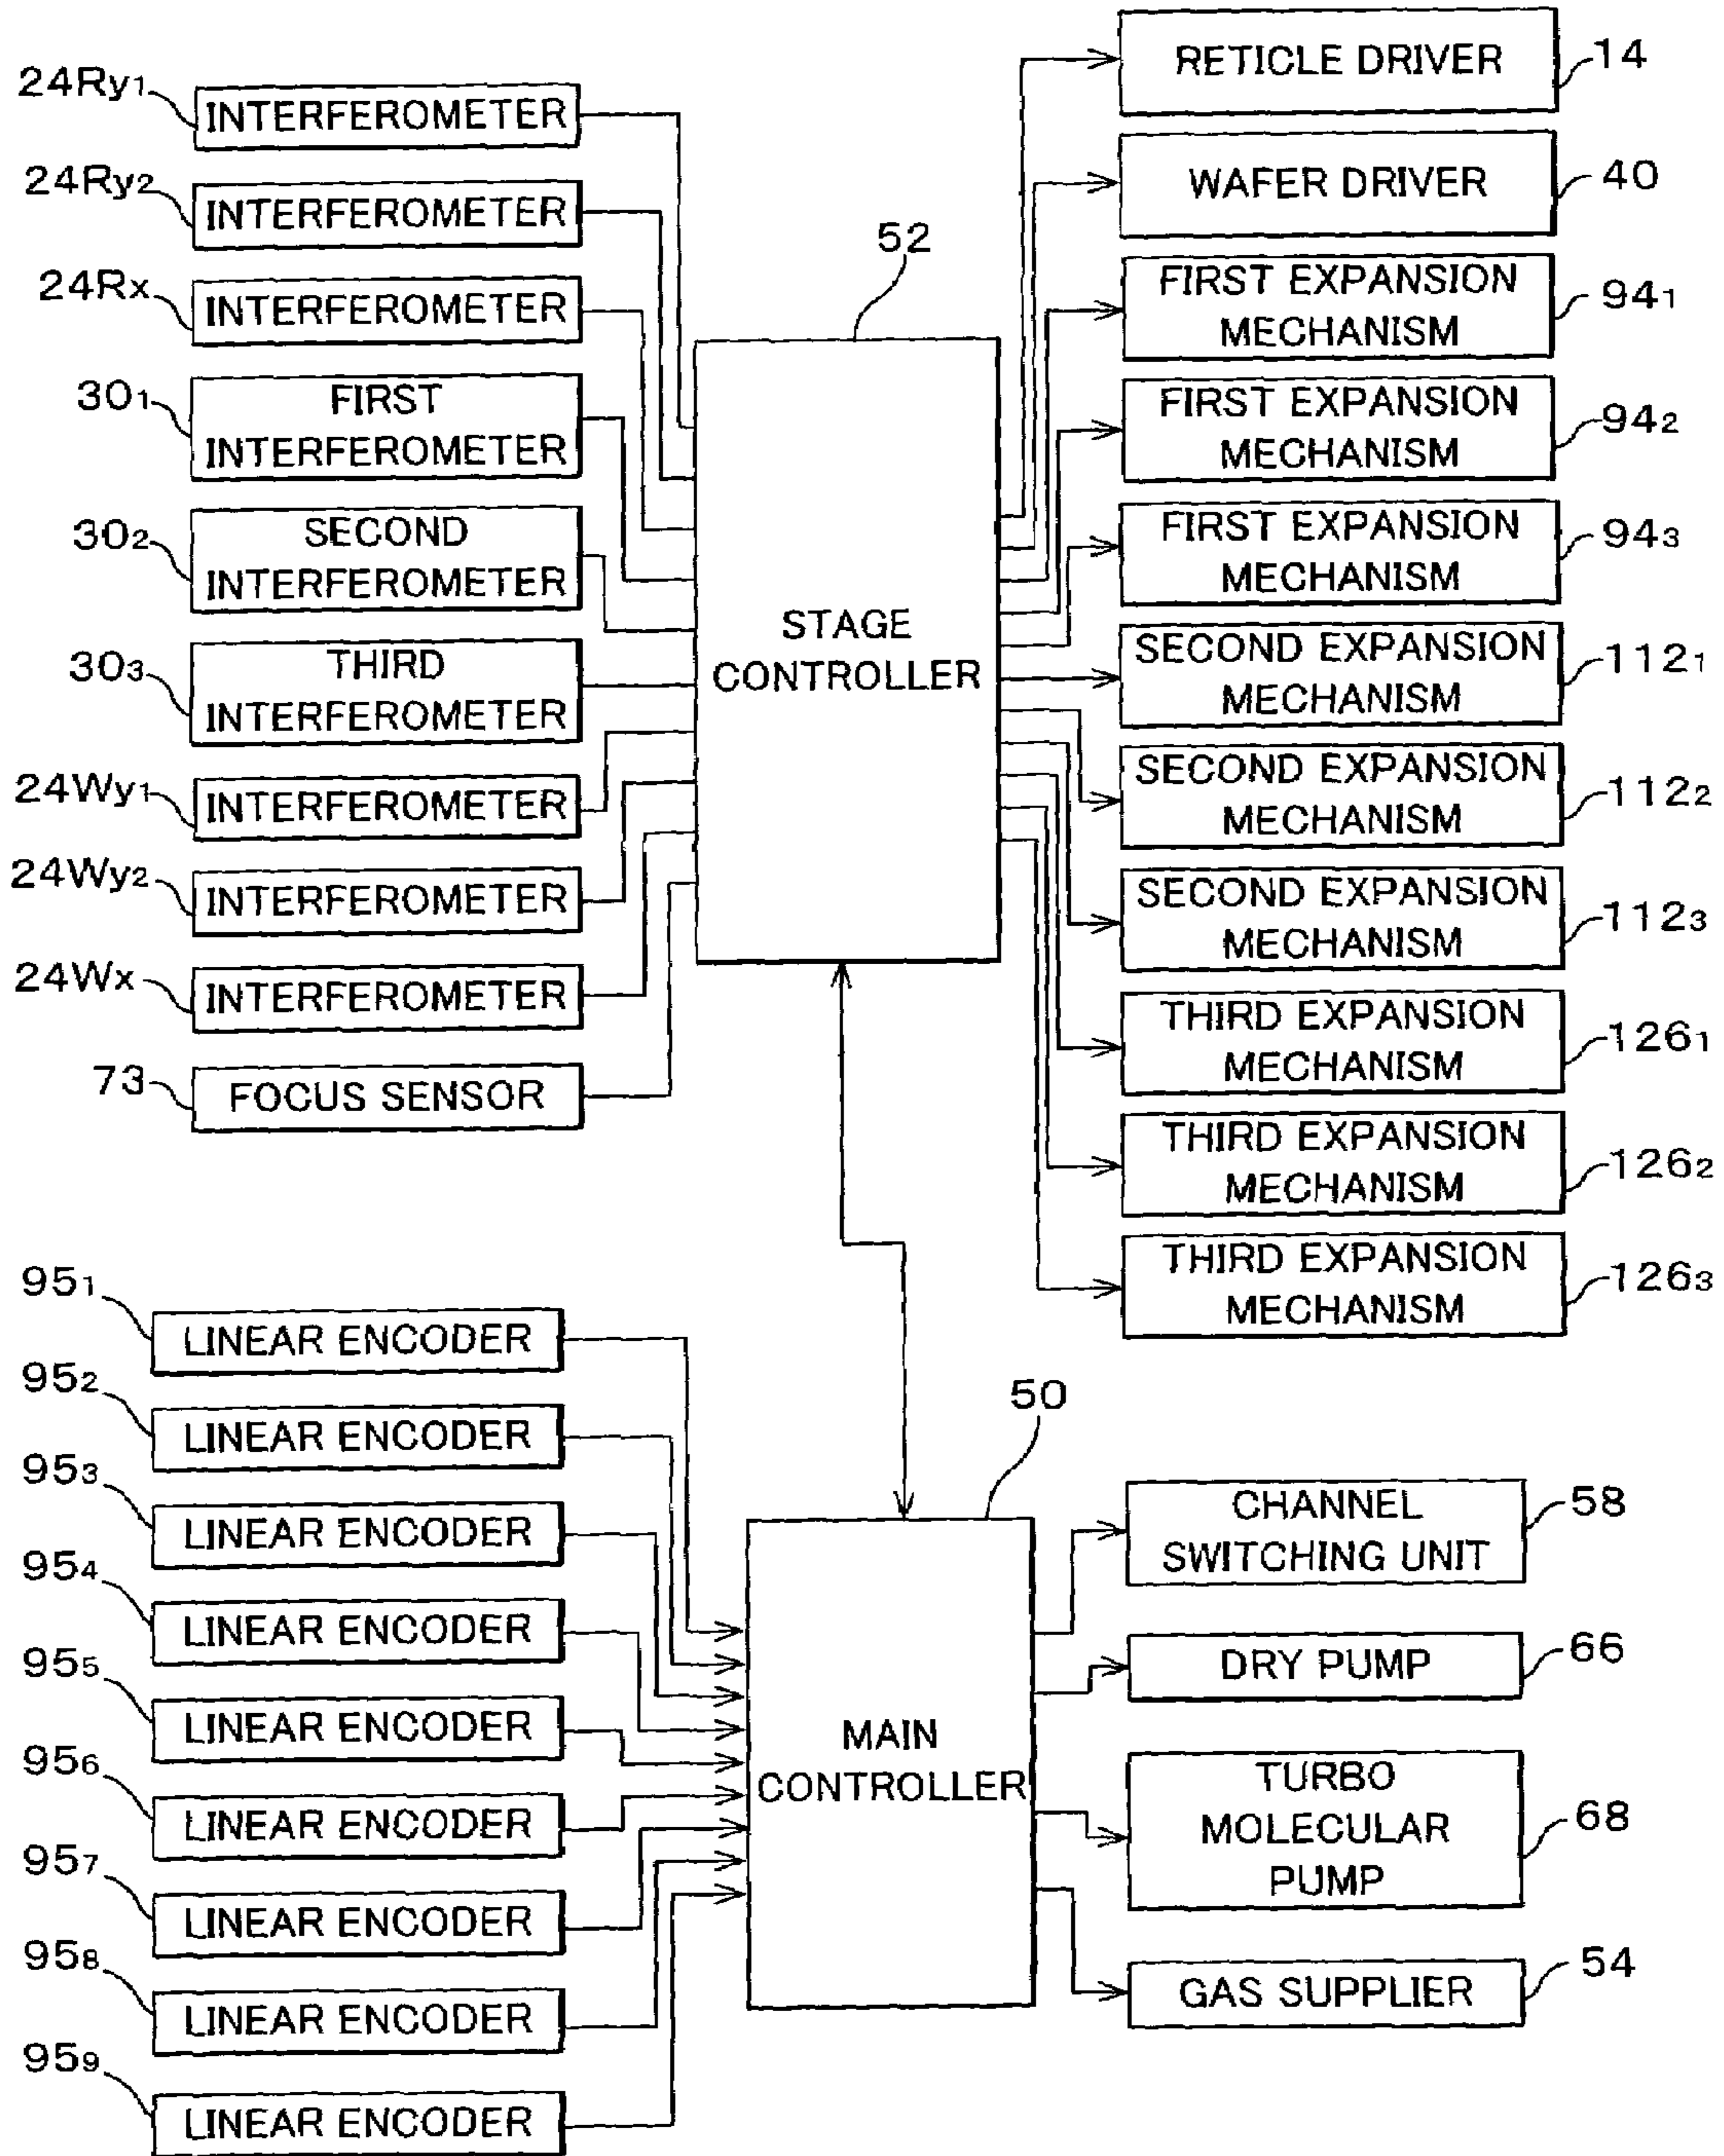 24Ry1
INTERFEROMETER
24Ry2
INTERFEROMETER
24Rx
INTERFEROMETER
301
FIRST
INTERFEROMETER
302
SECOND
INTERFEROMETER
303
THIRD
INTERFEROMETER
24Wy1
INTERFEROMETER
24Wy2
INTERFEROMETER
24Wx
INTERFEROMETER
73
FOCUS SENSOR
52
STAGE
CONTROLLER
RETICLE DRIVER
14
WAFER DRIVER
40
FIRST EXPANSION
MECHANISM
941
FIRST EXPANSION
MECHANISM
942
FIRST EXPANSION
MECHANISM
943
SECOND EXPANSION
MECHANISM
1121
SECOND EXPANSION
MECHANISM
1122
SECOND EXPANSION
MECHANISM
1123
THIRD EXPANSION
MECHANISM
1261
THIRD EXPANSION
MECHANISM
1262
THIRD EXPANSION
MECHANISM
1263
951
LINEAR ENCODER
952
LINEAR ENCODER
953
LINEAR ENCODER
954
LINEAR ENCODER
955
LINEAR ENCODER
956
LINEAR ENCODER
957
LINEAR ENCODER
958
LINEAR ENCODER
959
LINEAR ENCODER
50
MAIN
CONTROLLER
CHANNEL
SWITCHING UNIT
58
DRY PUMP
66
TURBO
MOLECULAR
PUMP
68
GAS SUPPLIER
54